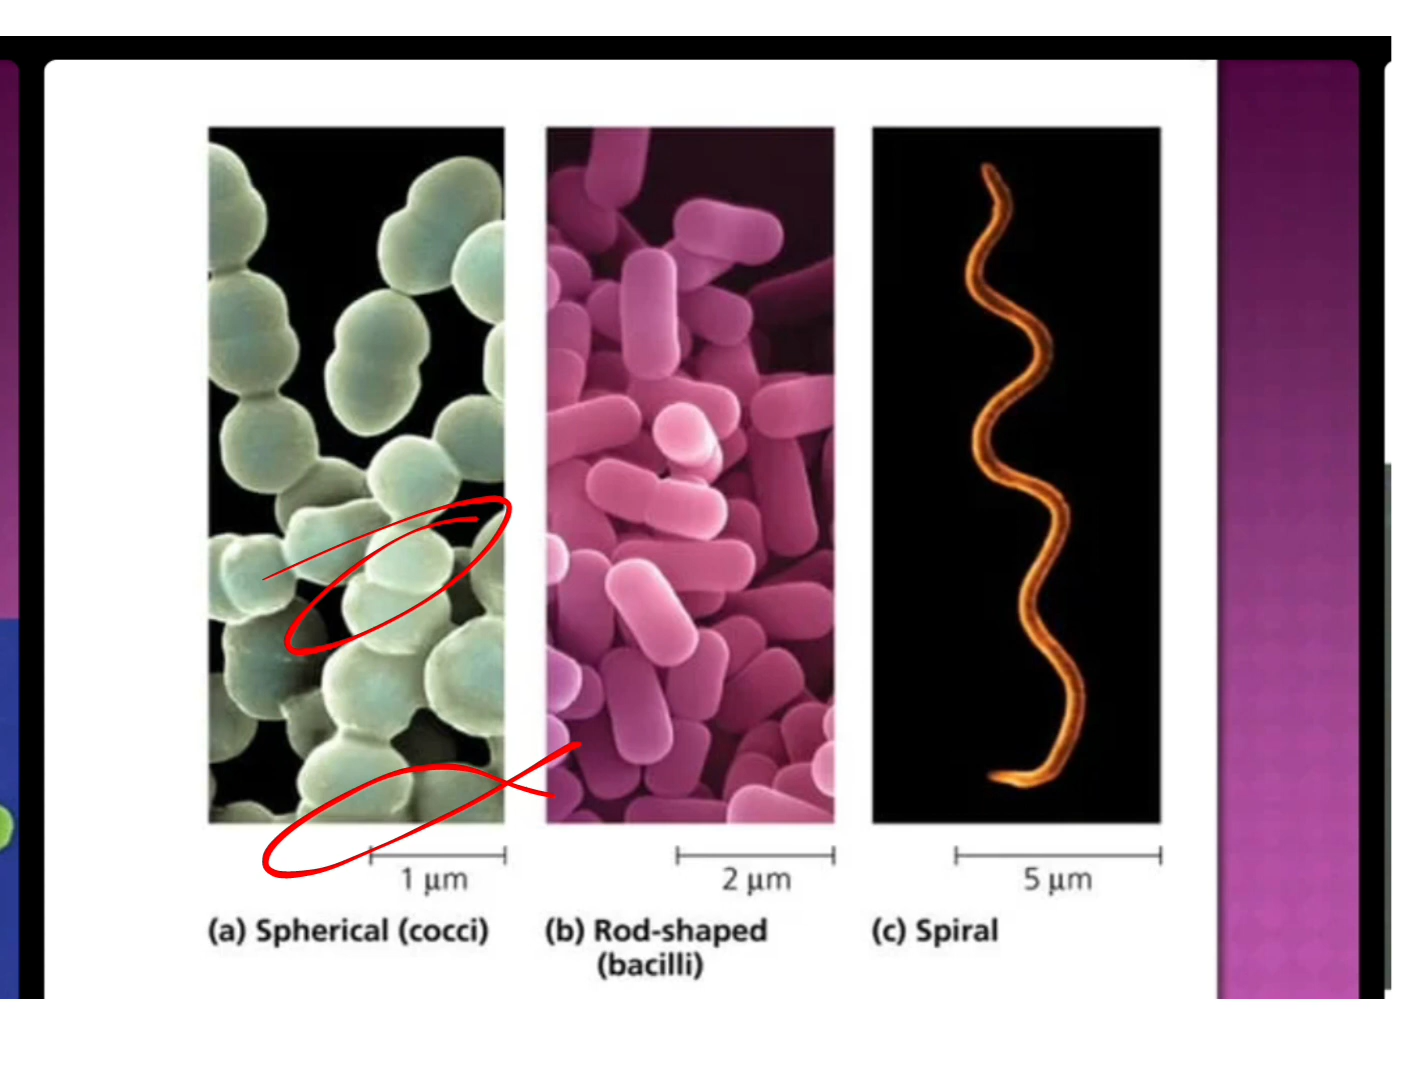 1 μm
2 μm
5 μm
(a) Spherical (cocci)
(b) Rod-shaped
(bacilli)
(c) Spiral